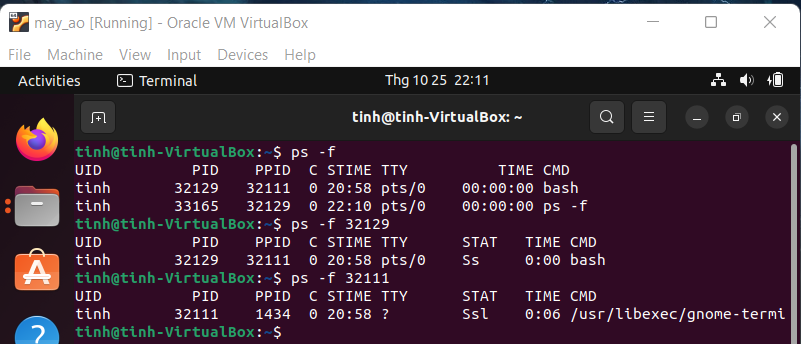 may_ao [Running] - Oracle VM VirtualBox
File Machine View Input Devices Help
Activities Terminal Thg 10 25 22:11
tinh@tinh-VirtualBox: ~
tinh@tinh-VirtualBox:~$ ps -f
UID PID PPID C STIME TTY TIME CMD
tinh 32129 32111 0 20:58 pts/0 00:00:00 bash
tinh 33165 32129 0 22:10 pts/0 00:00:00 ps -f
tinh@tinh-VirtualBox:~$ ps -f 32129
UID PID PPID C STIME TTY STAT TIME CMD
tinh 32129 32111 0 20:58 pts/0 Ss 0:00 bash
tinh@tinh-VirtualBox:~$ ps -f 32111
UID PID PPID C STIME TTY STAT TIME CMD
tinh 32111 1434 0 20:58 ? Ssl 0:06 /usr/libexec/gnome-termi
tinh@tinh-VirtualBox:~$